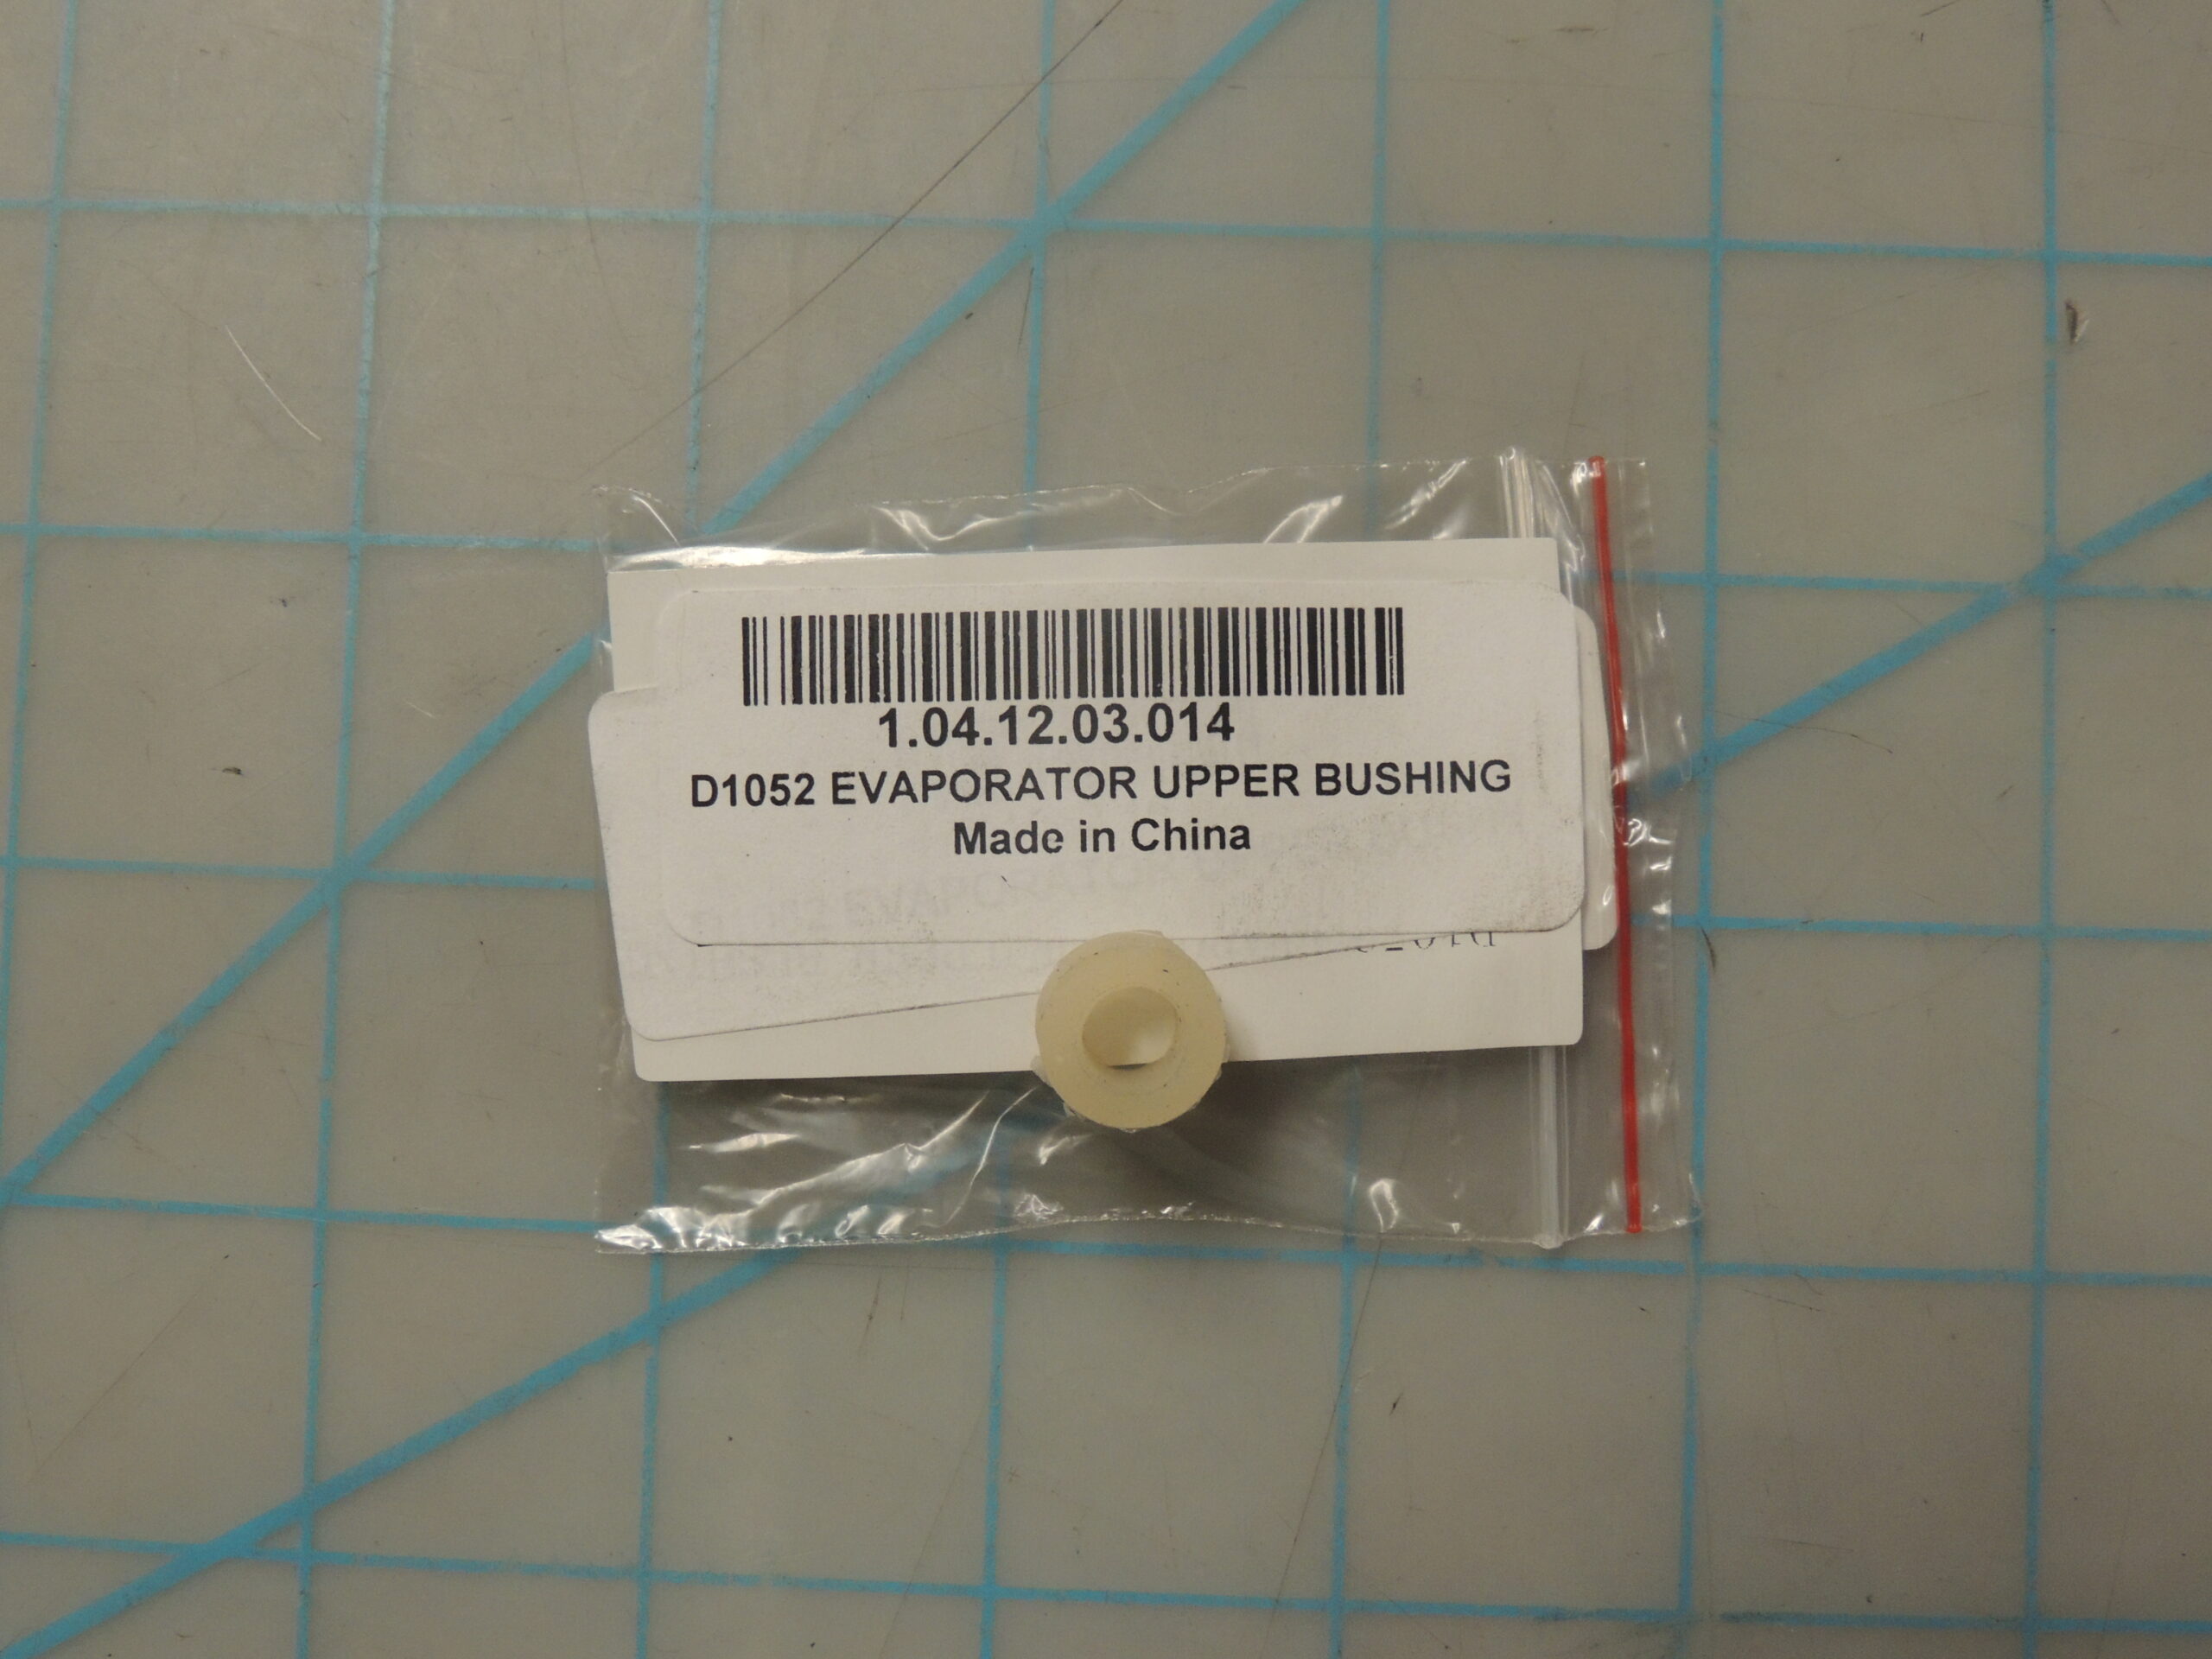 1.04.12.03.014
D1052 EVAPORATOR UPPER BUSHING
Made in China